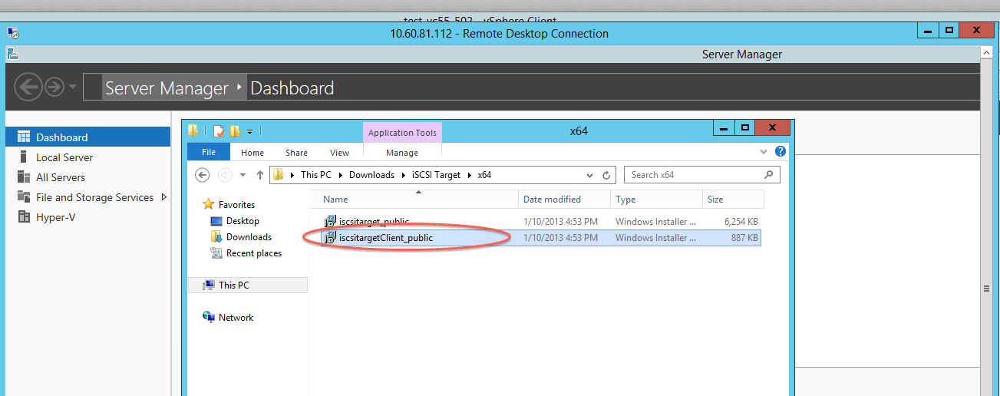 test-vc55-502 - vSphere Client
10.60.81.112 - Remote Desktop Connection
Server Manager
Server Manager Dashboard
Dashboard
Local Server
All Servers
File and Storage Services
Hyper-V
Application Tools
x64
File Home Share View Manage
This PC Downloads iSCSI Target x64
Search x64
Favorites
Desktop
Downloads
Recent places
This PC
Network
Name Date modified Type Size
iscsitarget_public 1/10/2013 4:53 PM Windows Installer ... 6,254 KB
iscsitargetClient_public 1/10/2013 4:53 PM Windows Installer ... 887 KB